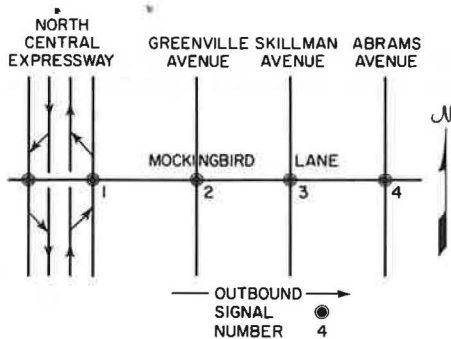 NORTH
CENTRAL
EXPRESSWAY
GREENVILLE
AVENUE
SKILLMAN
AVENUE
ABRAMS
AVENUE
N
MOCKINGBIRD LANE
1
2
3
4
OUTBOUND
SIGNAL
NUMBER 4